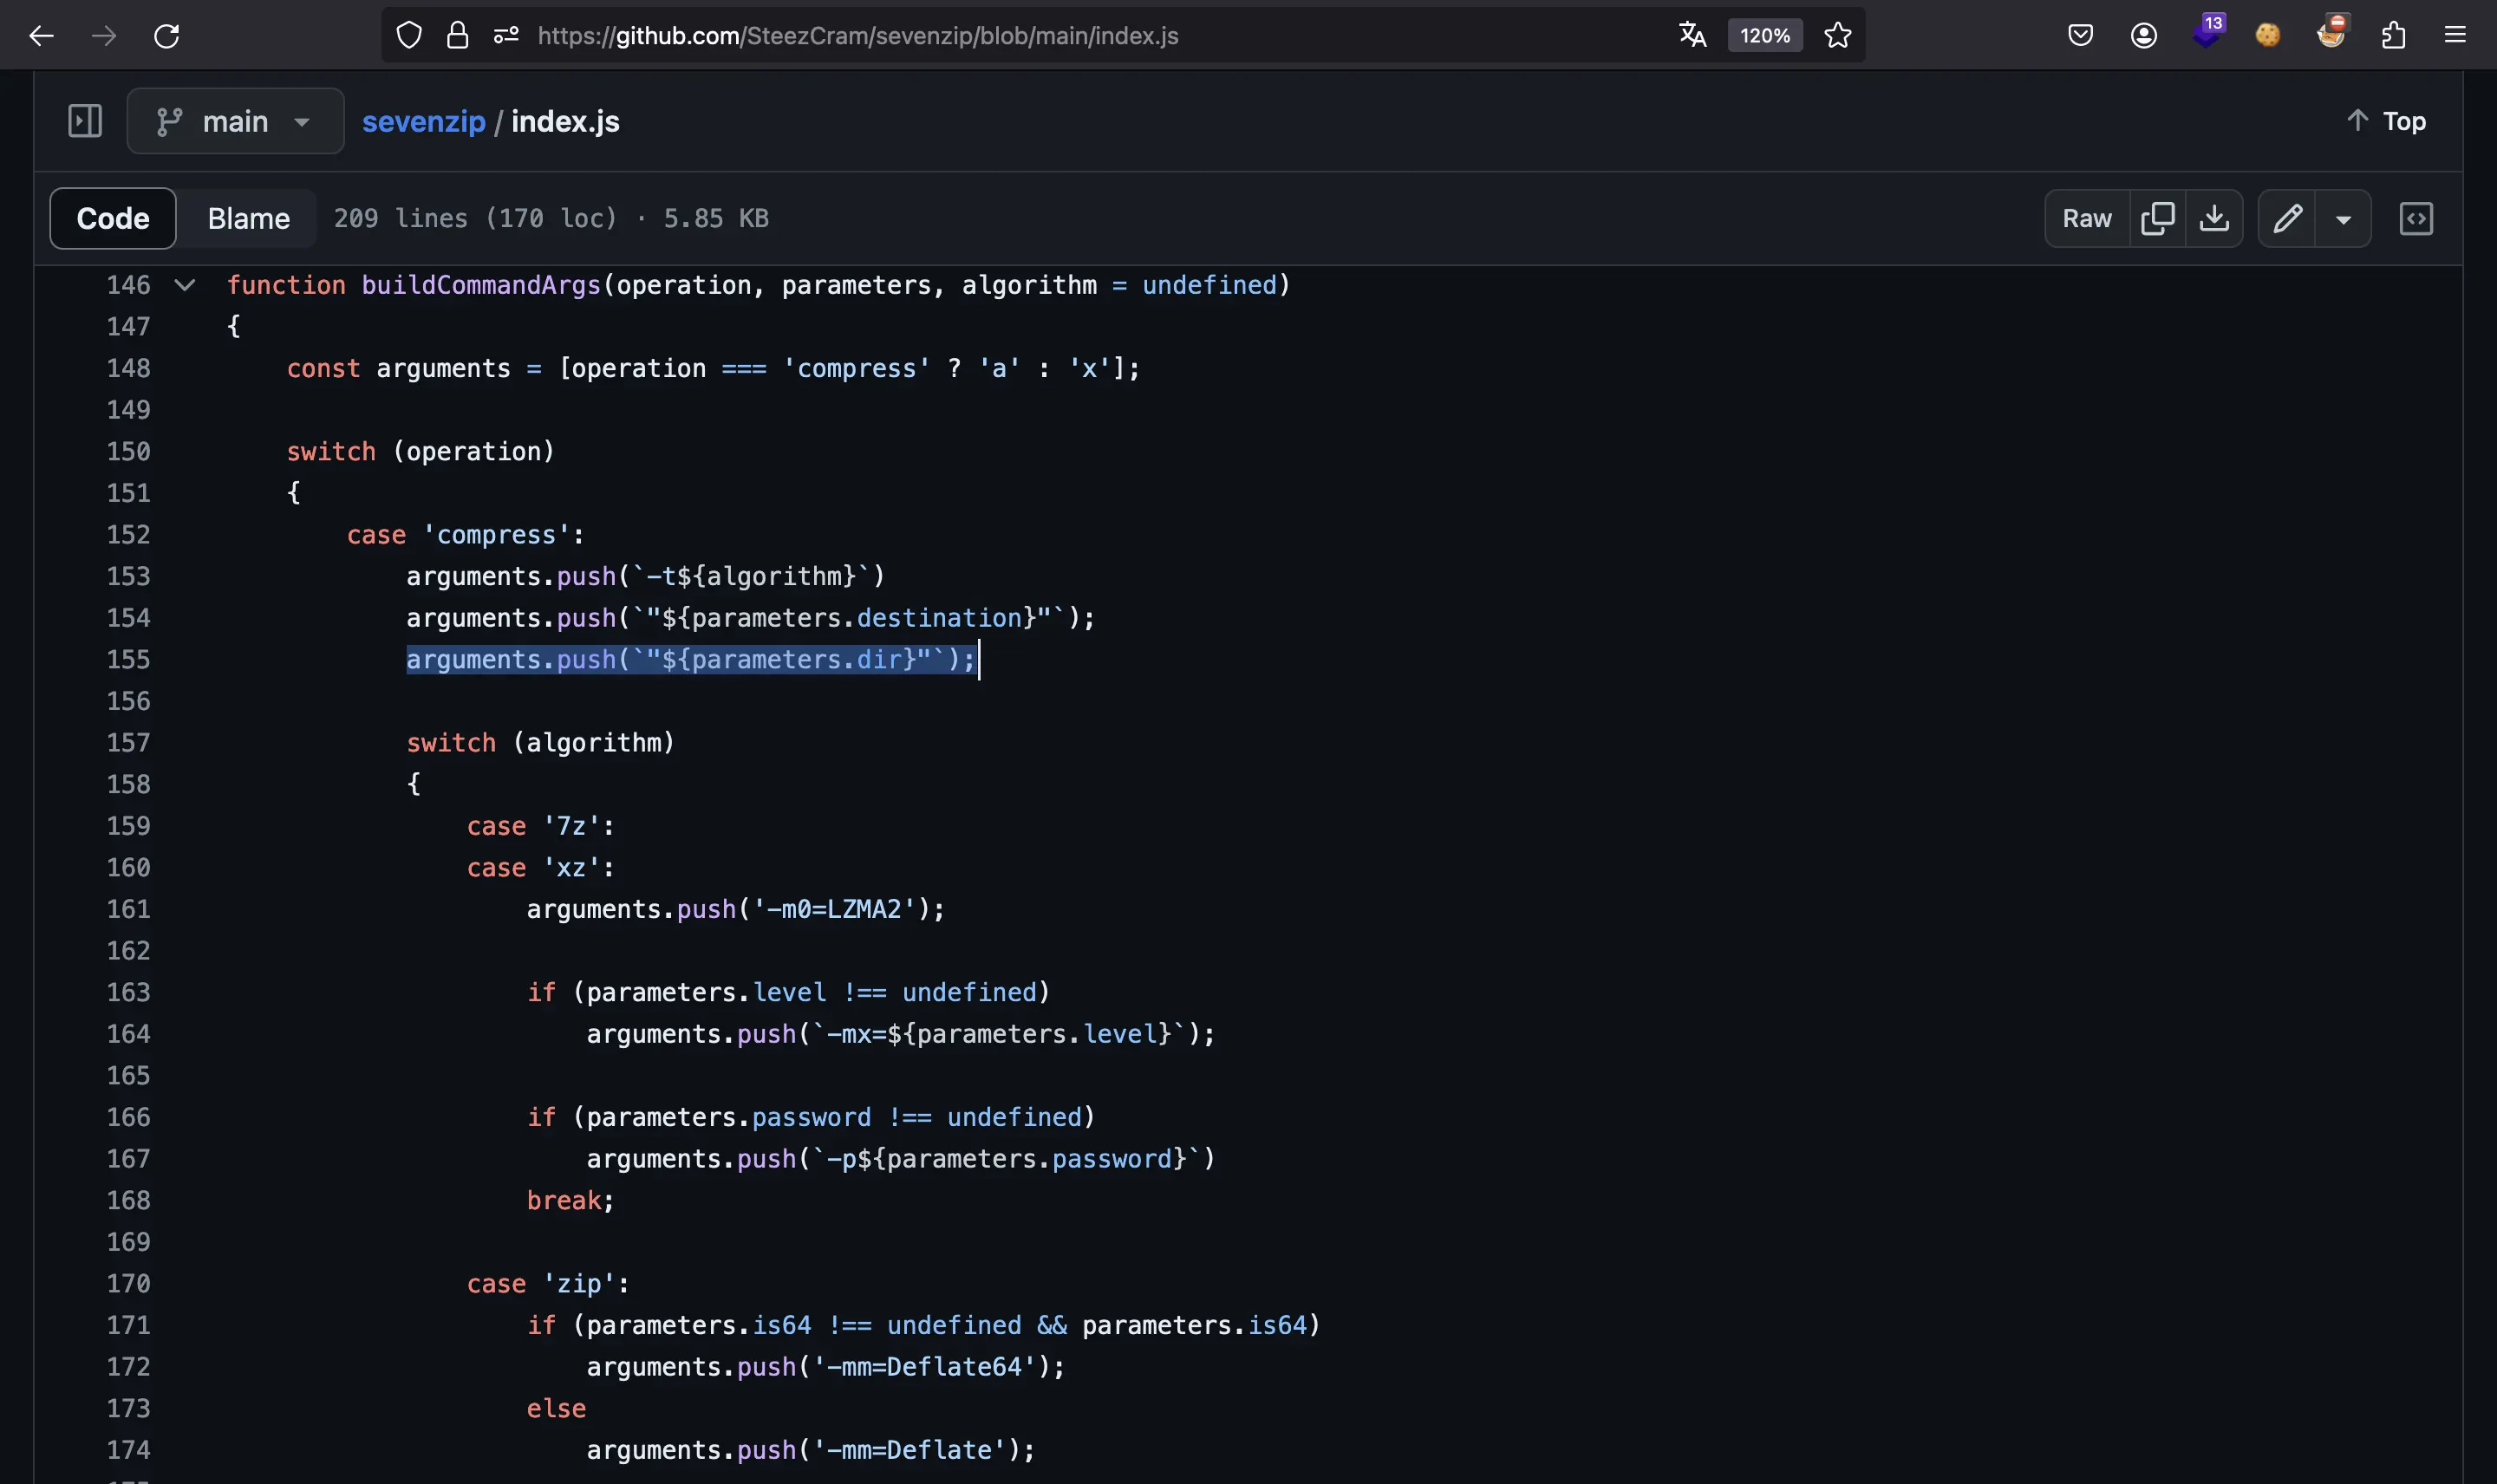 https://github.com/SteezCram/sevenzip/blob/main/index.js
120%
13
main
sevenzip / index.js
Top
Code
Blame
209 lines (170 loc) · 5.85 KB
Raw
146 function buildCommandArgs(operation, parameters, algorithm = undefined)
147 {
148 const arguments = [operation === 'compress' ? 'a' : 'x'];
149
150 switch (operation)
151 {
152 case 'compress':
153 arguments.push(`-t${algorithm}`)
154 arguments.push(`"${parameters.destination}"`);
155 arguments.push(`"${parameters.dir}"`);
156
157 switch (algorithm)
158 {
159 case '7z':
160 case 'xz':
161 arguments.push('-m0=LZMA2');
162
163 if (parameters.level !== undefined)
164 arguments.push(`-mx=${parameters.level}`);
165
166 if (parameters.password !== undefined)
167 arguments.push(`-p${parameters.password}`)
168 break;
169
170 case 'zip':
171 if (parameters.is64 !== undefined && parameters.is64)
172 arguments.push('-mm=Deflate64');
173 else
174 arguments.push('-mm=Deflate');